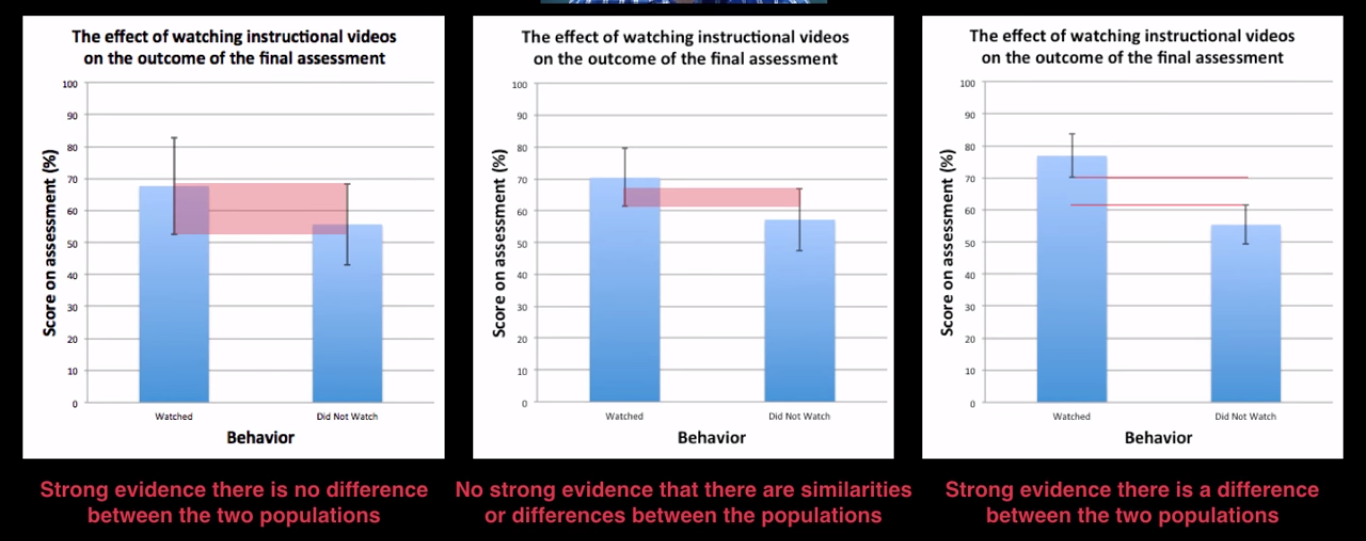 The effect of watching instructional videos
on the outcome of the final assessment
100
90
80
70
60
50
40
30
20
10
0
Score on assessment (%)
Watched
Did Not Watch
Behavior
Strong evidence there is no difference
between the two populations
The effect of watching instructional videos
on the outcome of the final assessment
100
90
80
70
60
50
40
30
20
10
0
Score on assessment (%)
Watched
Did Not Watch
Behavior
No strong evidence that there are similarities
or differences between the populations
The effect of watching instructional videos
on the outcome of the final assessment
100
90
80
70
60
50
40
30
20
10
0
Score on assessment (%)
Watched
Did Not Watch
Behavior
Strong evidence there is a difference
between the two populations